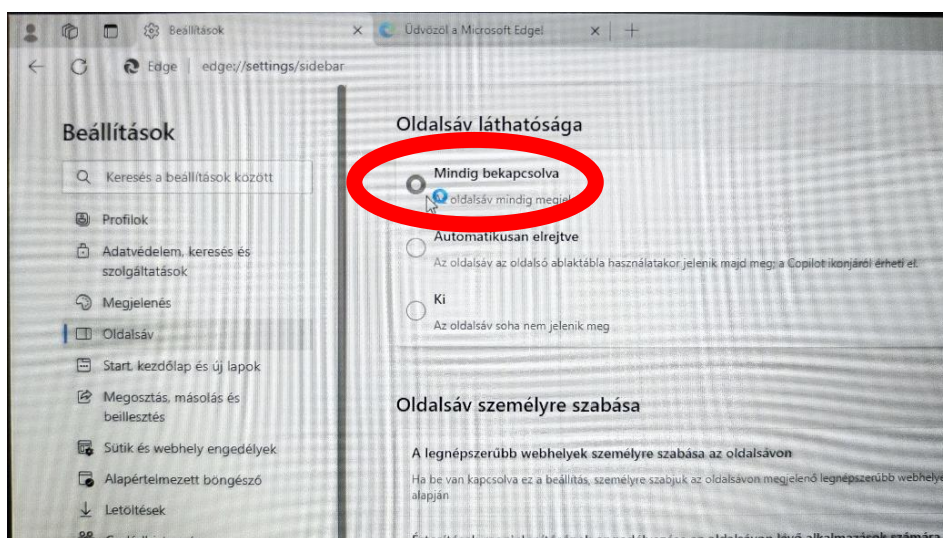 Beállítások
Üdvözöl a Microsoft Edge!
Edge edge://settings/sidebar
Beállítások
Keresés a beállítások között
Profilok
Adatvédelem, keresés és
szolgáltatások
Megjelenés
Oldalsáv
Start, kezdőlap és új lapok
Megosztás, másolás és
beillesztés
Sütik és webhely engedélyek
Alapértelmezett böngésző
Letöltések
Oldalsáv láthatósága
Mindig bekapcsolva
oldalsáv mindig
Automatikusan elrejtve
Az oldalsáv az oldalsó ablaktábla használatakor jelenik majd meg; a Copilot ikonjáról érheti el.
Ki
Az oldalsáv soha nem jelenik meg
Oldalsáv személyre szabása
A legnépszerűbb webhelyek személyre szabása az oldalsávon
Ha be van kapcsolva ez a beállítás, személyre szabjuk az oldalsávon megjelenő legnépszerűbb webhelye
alapján